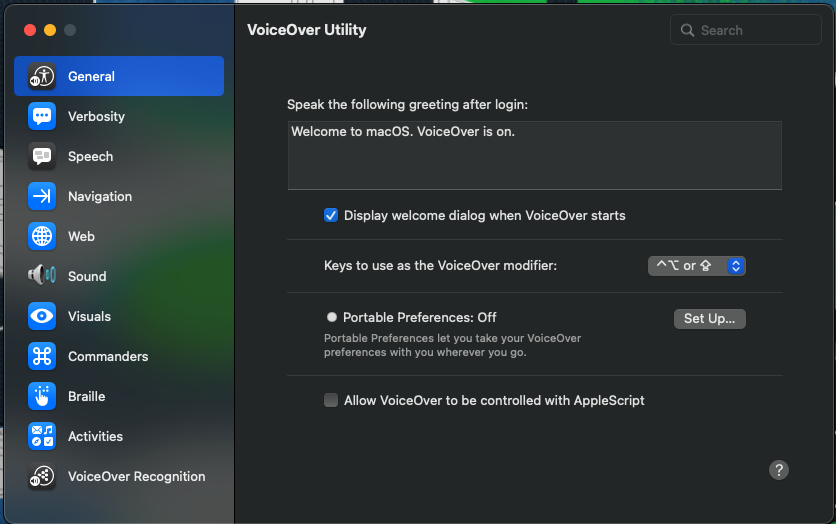 VoiceOver Utility
Search
General
Verbosity
Speech
Navigation
Web
Sound
Visuals
Commanders
Braille
Activities
VoiceOver Recognition
Speak the following greeting after login:
Welcome to macOS. VoiceOver is on.
Display welcome dialog when VoiceOver starts
Keys to use as the VoiceOver modifier:
⌃⌥ or ⇪
Portable Preferences: Off
Set Up...
Portable Preferences let you take your VoiceOver
preferences with you wherever you go.
Allow VoiceOver to be controlled with AppleScript
?